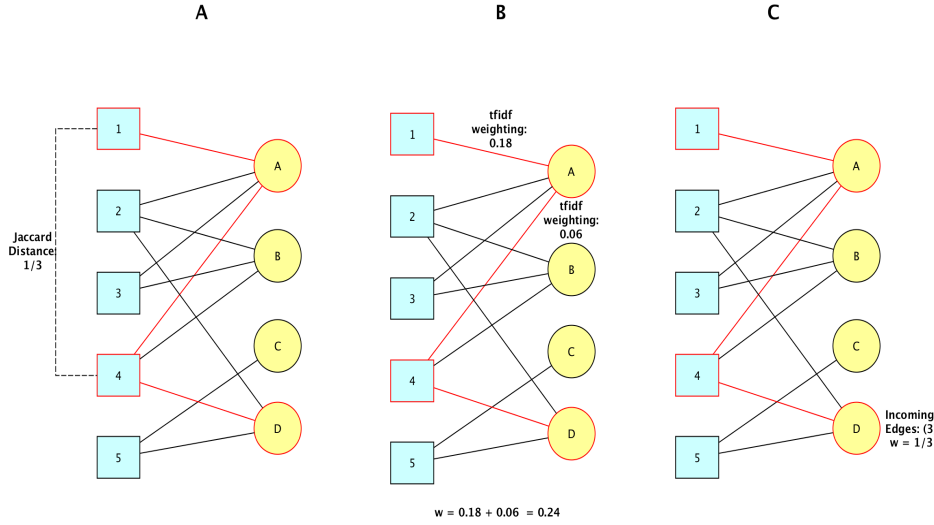 A
B
C
1
A
2
Jaccard
Distance:
1/3
B
3
C
4
D
5
tfidf
weighting:
0.18
1
A
tfidf
weighting:
0.06
2
B
3
C
4
D
5
w = 0.18 + 0.06 = 0.24
1
A
2
B
3
C
4
Incoming
Edges: (3
w = 1/3
D
5